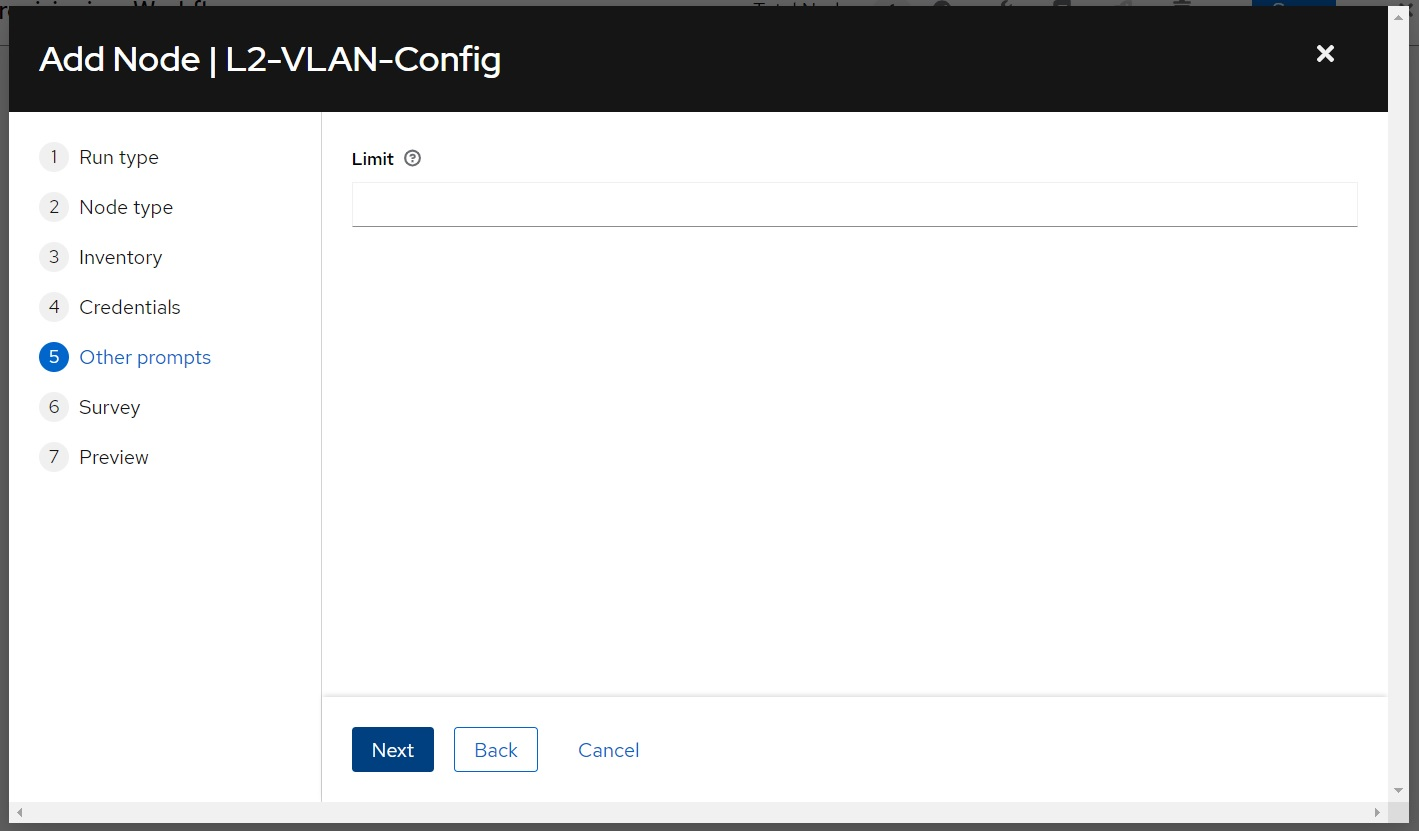 Add Node | L2-VLAN-Config
1 Run type
2 Node type
3 Inventory
4 Credentials
5 Other prompts
6 Survey
7 Preview
Limit
Next Back Cancel